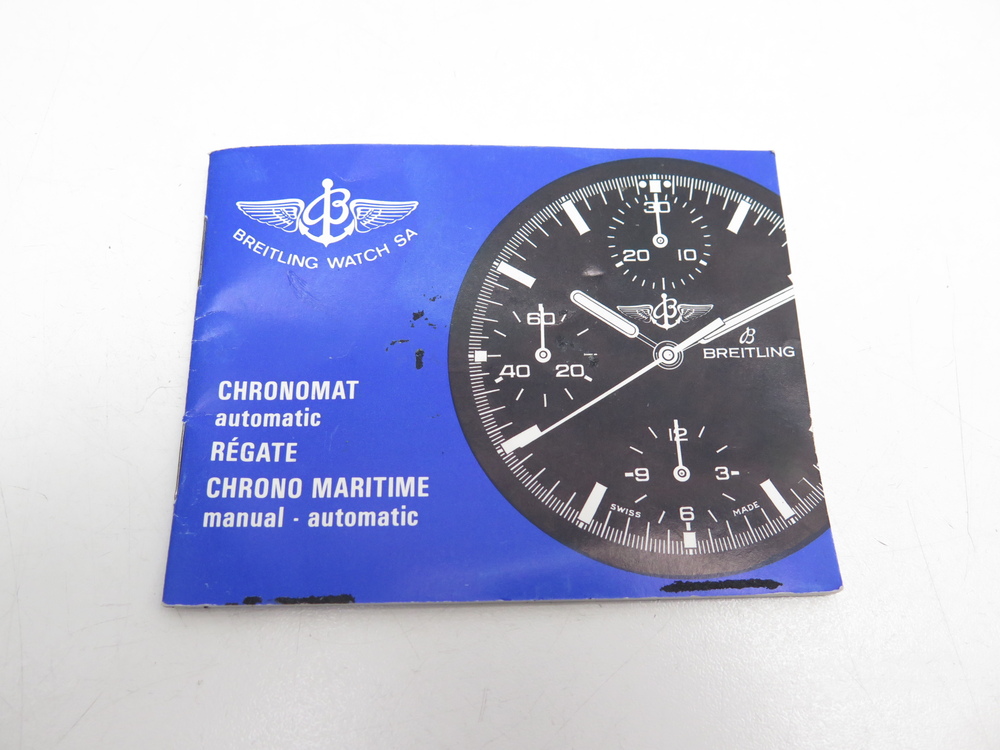 B
BREITLING WATCH SA
CHRONOMAT
automatic
RÉGATE
CHRONO MARITIME
manual - automatic
30
20 10
60
40 20
B
B
BREITLING
12
9 3
6
SWISS MADE